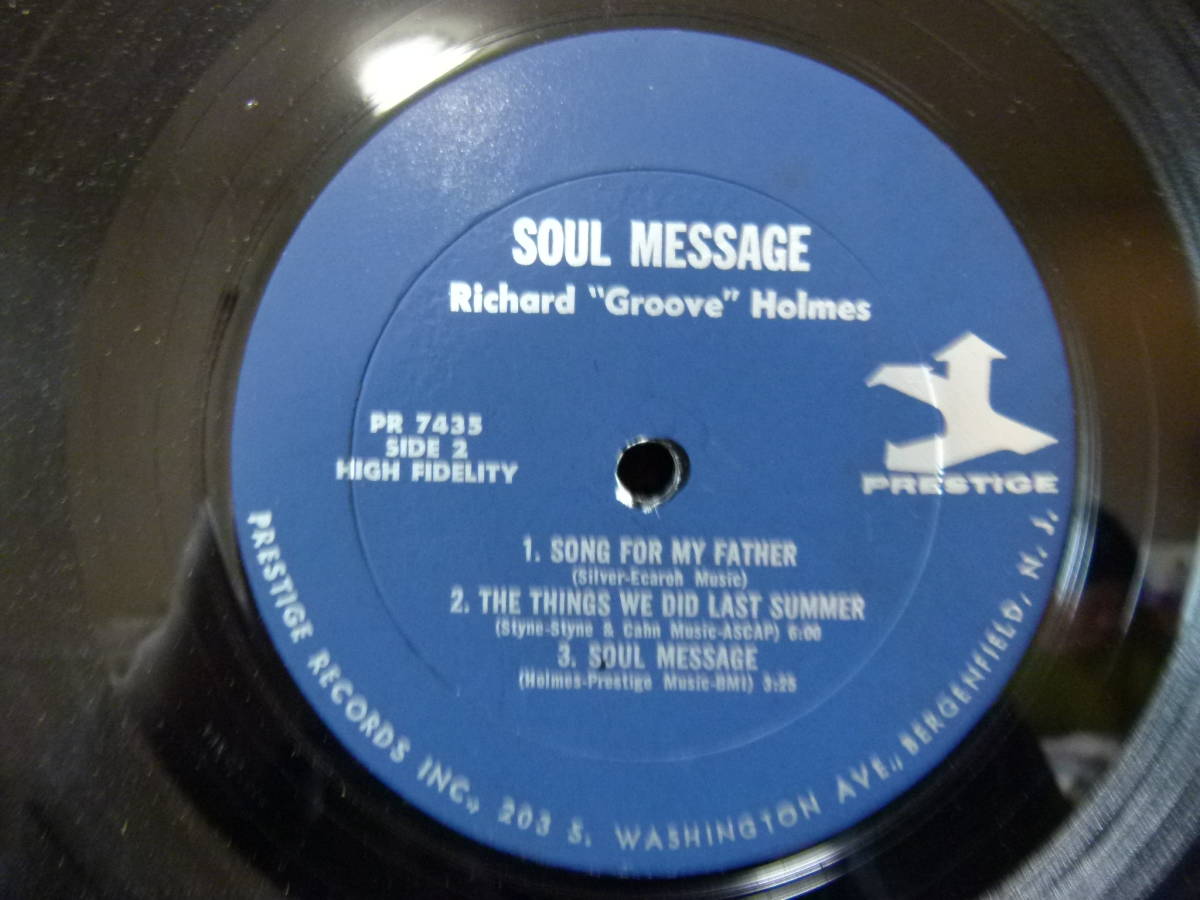 SOUL MESSAGE
Richard "Groove" Holmes
PR 7435
SIDE 2
HIGH FIDELITY
PRESTIGE
1. SONG FOR MY FATHER
(Silver-Ecaroh Music)
2. THE THINGS WE DID LAST SUMMER
(Styne-Styne & Cahn Music-ASCAP) 6:00
3. SOUL MESSAGE
(Holmes-Prestige Music-BMI) 3:25
PRESTIGE RECORDS INC., 203 S. WASHINGTON AVE., BERGENFIELD, N. J.